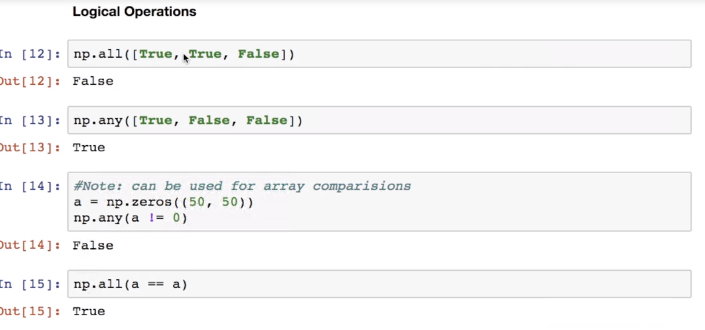 Logical Operations
In [12]: np.all([True, True, False])
Out[12]: False
In [13]: np.any([True, False, False])
Out[13]: True
In [14]: #Note: can be used for array comparisions
a = np.zeros((50, 50))
np.any(a != 0)
Out[14]: False
In [15]: np.all(a == a)
Out[15]: True